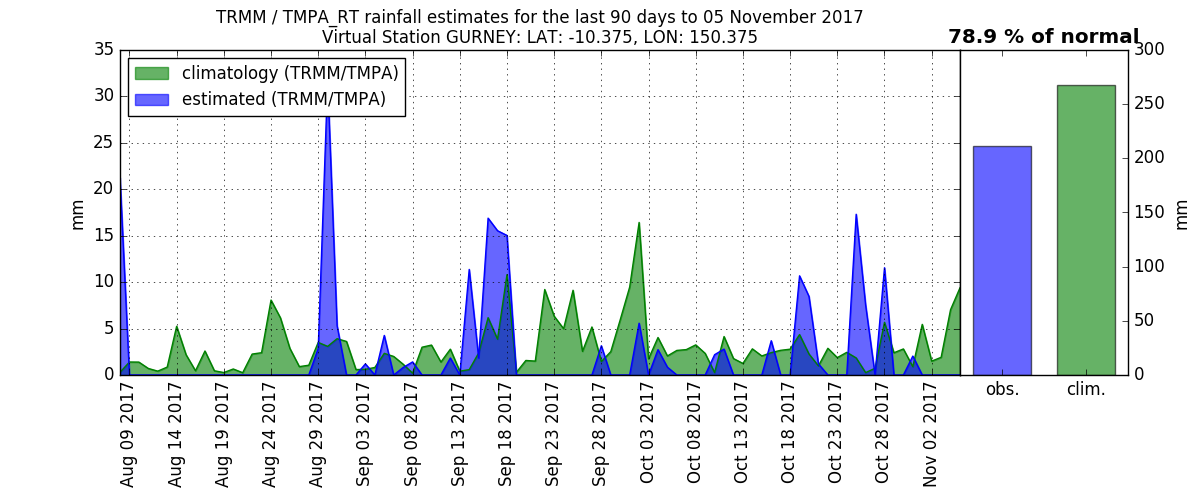 TRMM / TMPA_RT rainfall estimates for the last 90 days to 05 November 2017
Virtual Station GURNEY: LAT: -10.375, LON: 150.375
78.9 % of normal
climatology (TRMM/TMPA)
estimated (TRMM/TMPA)
mm
35
30
25
20
15
10
5
0
Aug 09 2017
Aug 14 2017
Aug 19 2017
Aug 24 2017
Aug 29 2017
Sep 03 2017
Sep 08 2017
Sep 13 2017
Sep 18 2017
Sep 23 2017
Sep 28 2017
Oct 03 2017
Oct 08 2017
Oct 13 2017
Oct 18 2017
Oct 23 2017
Oct 28 2017
Nov 02 2017
obs.
clim.
300
250
200
150
100
50
0
mm